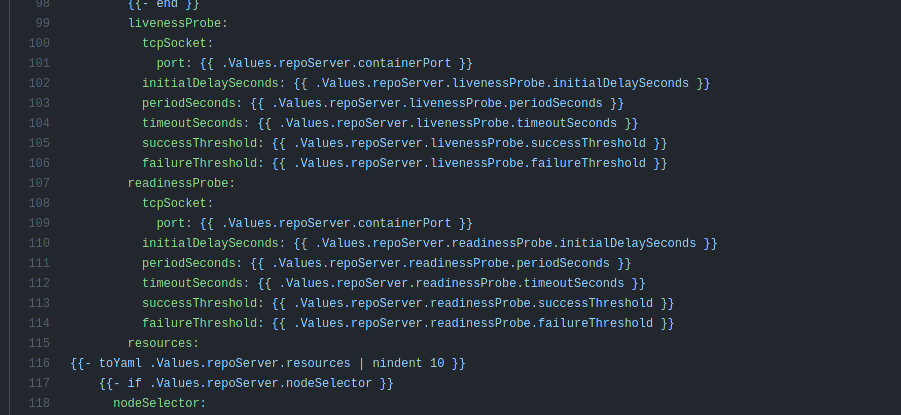 98 {{- end }}
99 livenessProbe:
100 tcpSocket:
101 port: {{ .Values.repoServer.containerPort }}
102 initialDelaySeconds: {{ .Values.repoServer.livenessProbe.initialDelaySeconds }}
103 periodSeconds: {{ .Values.repoServer.livenessProbe.periodSeconds }}
104 timeoutSeconds: {{ .Values.repoServer.livenessProbe.timeoutSeconds }}
105 successThreshold: {{ .Values.repoServer.livenessProbe.successThreshold }}
106 failureThreshold: {{ .Values.repoServer.livenessProbe.failureThreshold }}
107 readinessProbe:
108 tcpSocket:
109 port: {{ .Values.repoServer.containerPort }}
110 initialDelaySeconds: {{ .Values.repoServer.readinessProbe.initialDelaySeconds }}
111 periodSeconds: {{ .Values.repoServer.readinessProbe.periodSeconds }}
112 timeoutSeconds: {{ .Values.repoServer.readinessProbe.timeoutSeconds }}
113 successThreshold: {{ .Values.repoServer.readinessProbe.successThreshold }}
114 failureThreshold: {{ .Values.repoServer.readinessProbe.failureThreshold }}
115 resources:
116 {{- toYaml .Values.repoServer.resources | nindent 10 }}
117 {{- if .Values.repoServer.nodeSelector }}
118 nodeSelector: